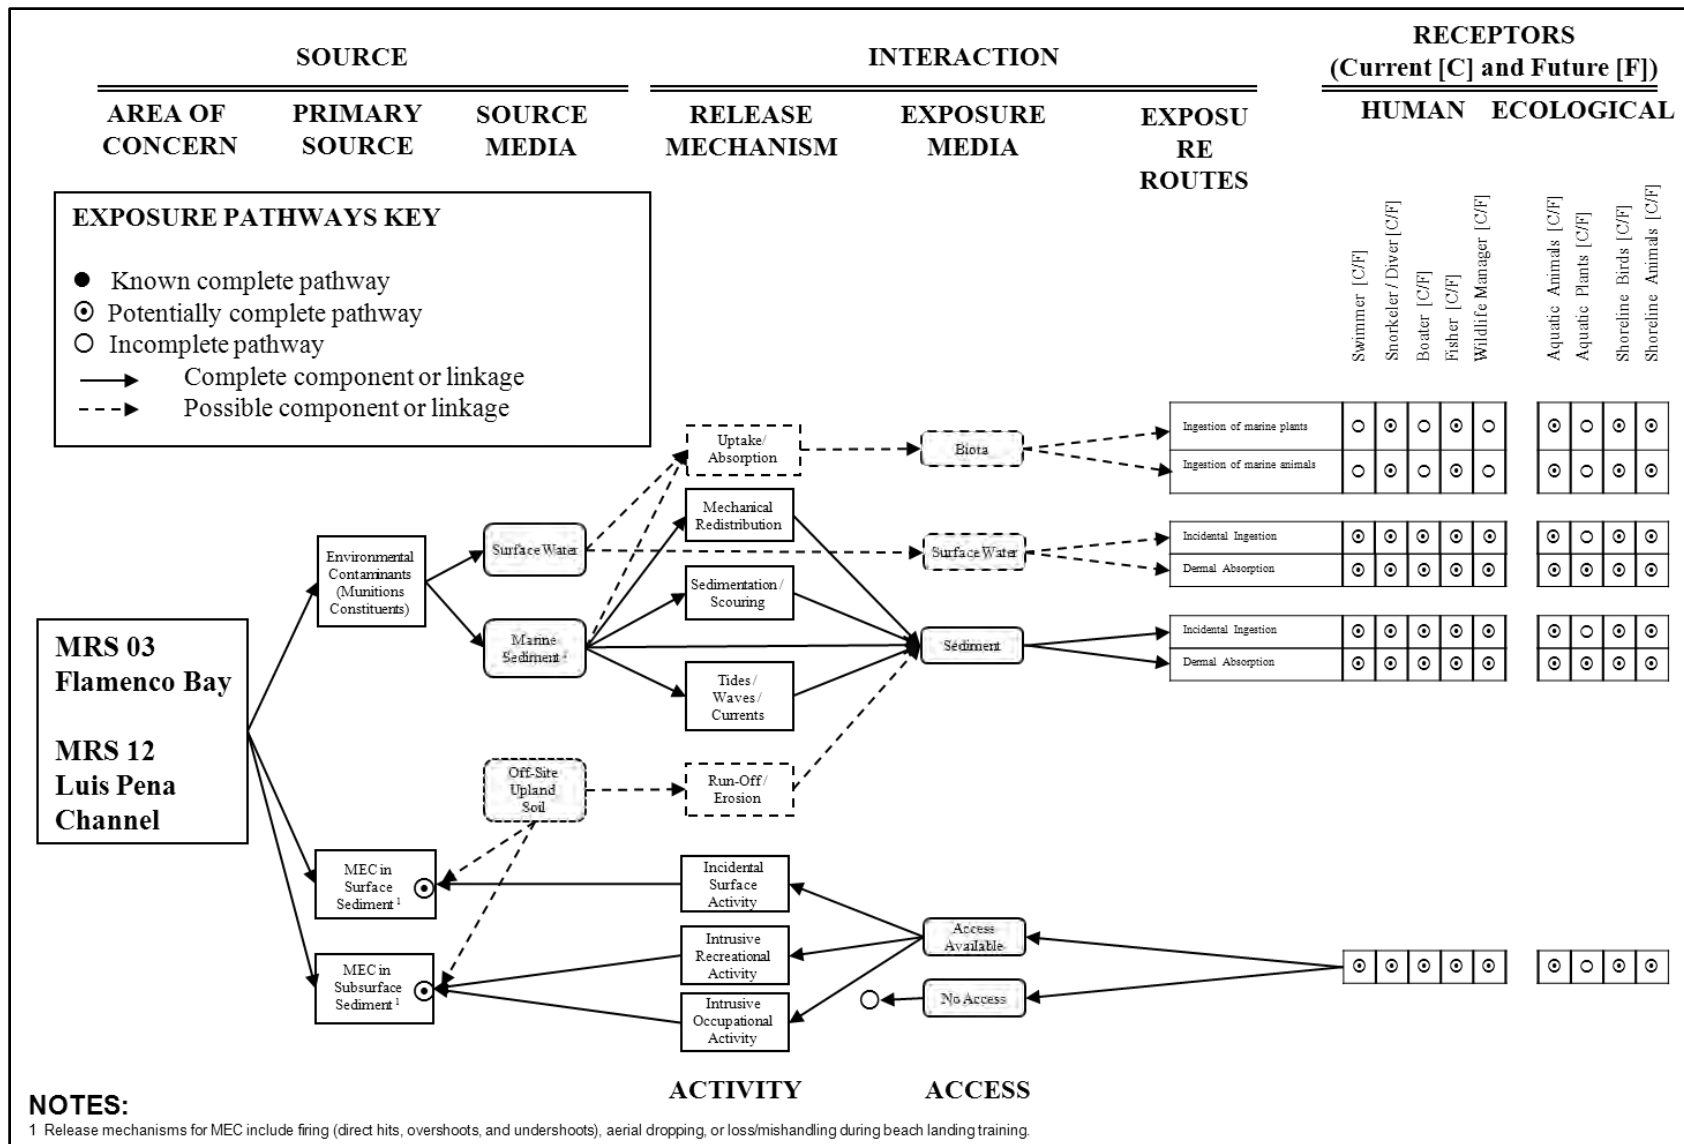 SOURCE
INTERACTION
RECEPTORS
(Current [C] and Future [F])
AREA OF
CONCERN
PRIMARY
SOURCE
SOURCE
MEDIA
RELEASE
MECHANISM
EXPOSURE
MEDIA
EXPOSU
RE
ROUTES
HUMAN
ECOLOGICAL
EXPOSURE PATHWAYS KEY
Known complete pathway
Potentially complete pathway
Incomplete pathway
Complete component or linkage
Possible component or linkage
Swimmer [C/F]
Snorkeler / Diver [C/F]
Boater [C/F]
Fisher [C/F]
Wildlife Manager [C/F]
Aquatic Animals [C/F]
Aquatic Plants [C/F]
Shoreline Birds [C/F]
Shoreline Animals [C/F]
Uptake/
Absorption
Biota
Ingestion of marine plants
Ingestion of marine animals
Mechanical
Redistribution
Environmental
Contaminants
(Munitions
Constituents)
Surface Water
Surface Water
Incidental Ingestion
Dermal Absorption
Sedimentation /
Scouring
Marine
Sediment
Sediment
Incidental Ingestion
Dermal Absorption
Tides /
Waves /
Currents
MRS 03
Flamenco Bay
MRS 12
Luis Pena
Channel
Off-Site
Upland
Soil
Run-Off /
Erosion
MEC in
Surface
Sediment 1
Incidental
Surface
Activity
Access
Available
MEC in
Subsurface
Sediment 1
Intrusive
Recreational
Activity
No Access
Intrusive
Occupational
Activity
ACTIVITY
ACCESS
NOTES:
1 Release mechanisms for MEC include firing (direct hits, overshoots, and undershoots), aerial dropping, or loss/mishandling during beach landing training.